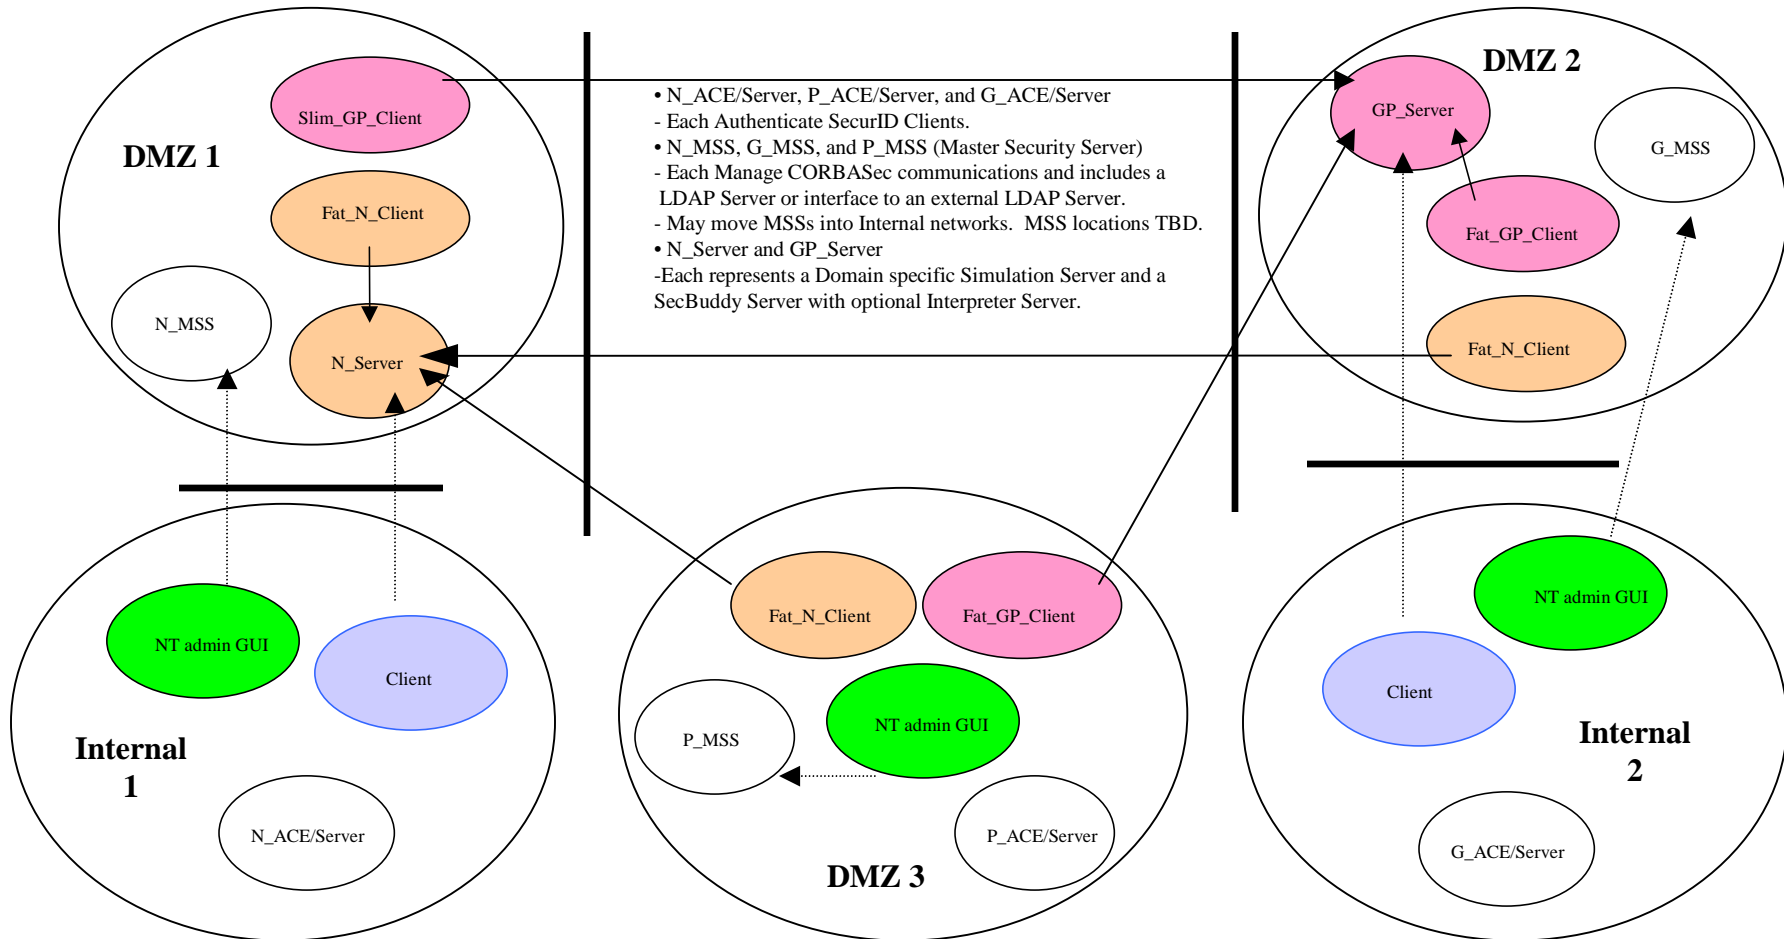 DMZ 1
Slim_GP_Client
Fat_N_Client
N_MSS
N_Server
• N_ACE/Server, P_ACE/Server, and G_ACE/Server
- Each Authenticate SecurID Clients.
• N_MSS, G_MSS, and P_MSS (Master Security Server)
- Each Manage CORBASec communications and includes a
LDAP Server or interface to an external LDAP Server.
- May move MSSs into Internal networks.  MSS locations TBD.
• N_Server and GP_Server
-Each represents a Domain specific Simulation Server and a
SecBuddy Server with optional Interpreter Server.
DMZ 2
GP_Server
G_MSS
Fat_GP_Client
Fat_N_Client
NT admin GUI
Client
Internal
1
N_ACE/Server
Fat_N_Client
Fat_GP_Client
NT admin GUI
P_MSS
P_ACE/Server
DMZ 3
NT admin GUI
Client
Internal
2
G_ACE/Server